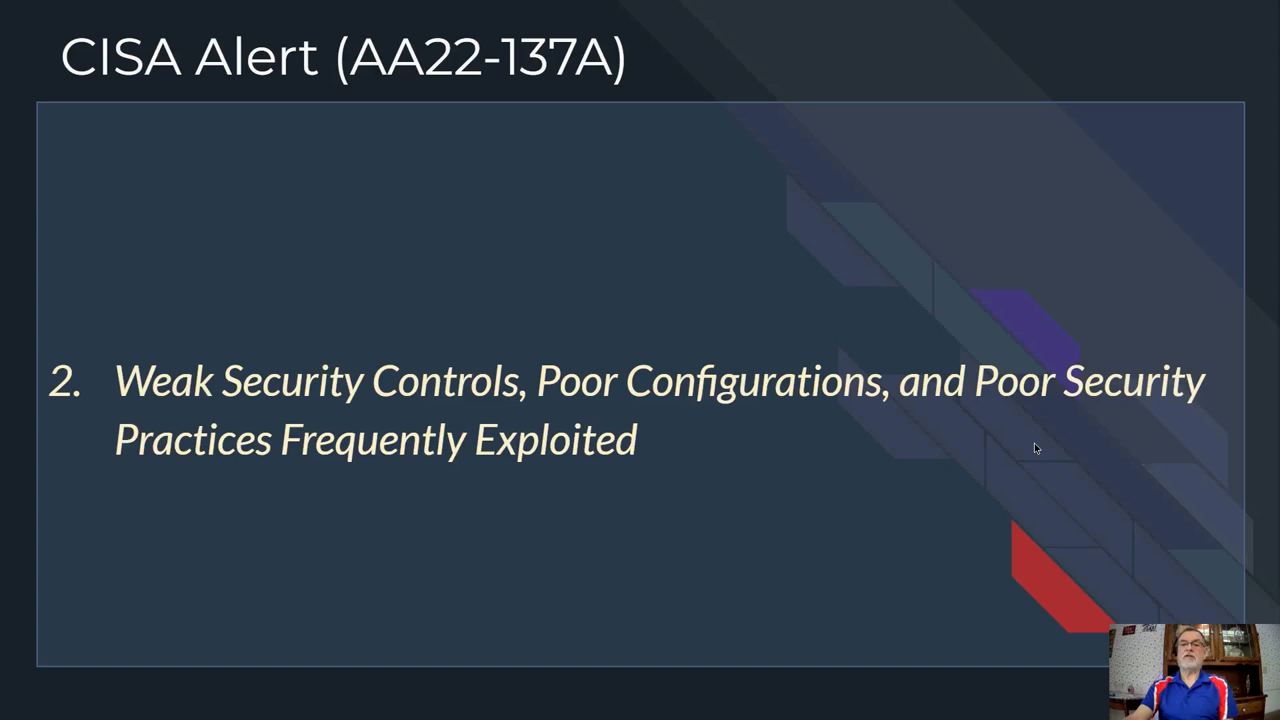 CISA Alert (AA22-137A)
2. Weak Security Controls, Poor Configurations, and Poor Security
Practices Frequently Exploited